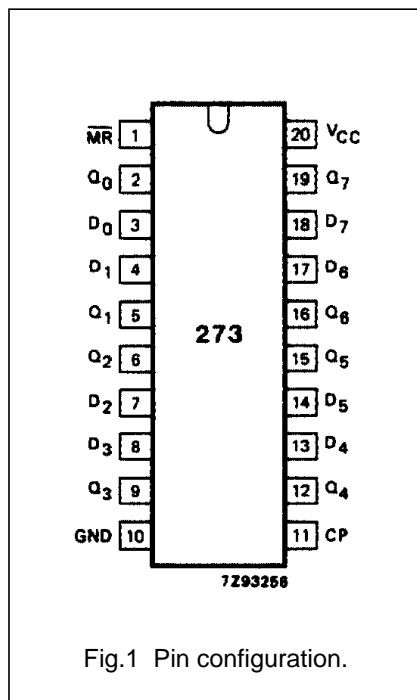 MR 1 20 VCC
Q0 2 19 Q7
D0 3 18 D7
D1 4 17 D6
Q1 5 16 Q6
273
Q2 6 15 Q5
D2 7 14 D5
D3 8 13 D4
Q3 9 12 Q4
GND 10 11 CP
7Z93256
Fig.1 Pin configuration.